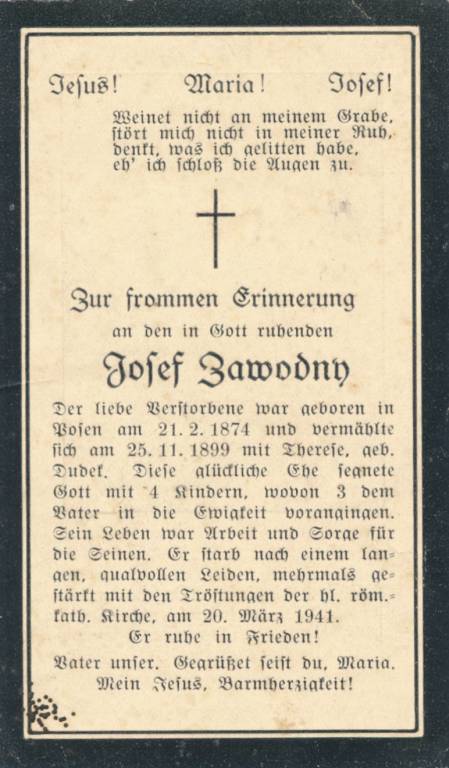 Jesus! Maria! Josef!
Weinet nicht an meinem Grabe,
stört mich nicht in meiner Ruh,
denkt, was ich gelitten habe,
eh' ich schloß die Augen zu.
Zur frommen Erinnerung
an den in Gott ruhenden
Josef Zawodny
Der liebe Verstorbene war geboren in
Posen am 21. 2. 1874 und vermählte
sich am 25. 11. 1899 mit Therese, geb.
Dudek. Diese glückliche Ehe segnete
Gott mit 4 Kindern, wovon 3 dem
Vater in die Ewigkeit vorangingen.
Sein Leben war Arbeit und Sorge für
die Seinen. Er starb nach einem lan-
gen, qualvollen Leiden, mehrmals ge-
stärkt mit den Tröstungen der hl. röm.-
kath. Kirche, am 20. März 1941.
Er ruhe in Frieden!
Vater unser. Gegrüßet seist du, Maria.
Mein Jesus, Barmherzigkeit!